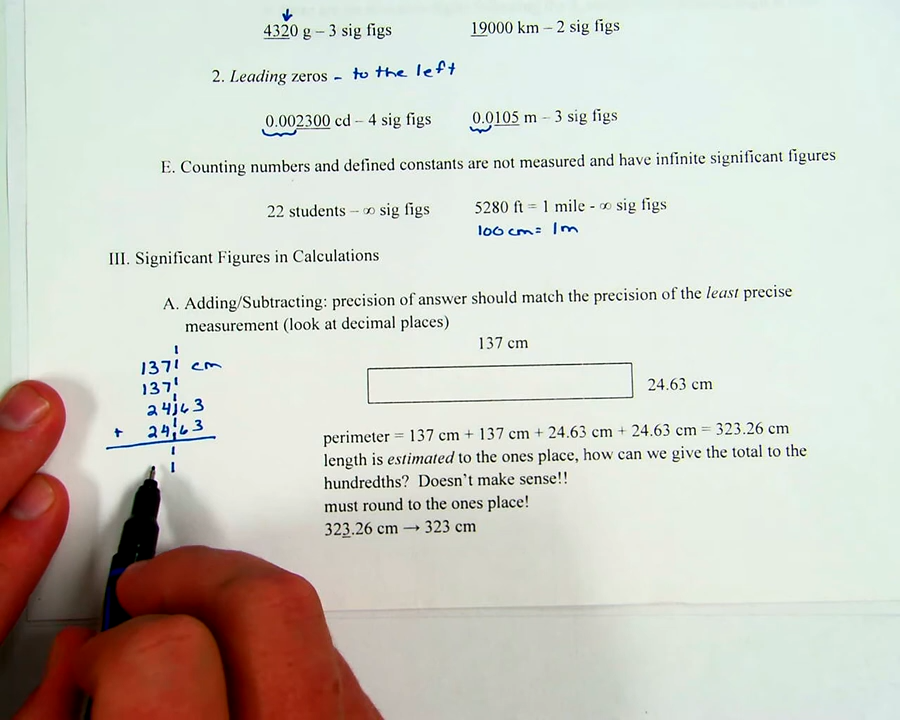 4320 g – 3 sig figs 19000 km – 2 sig figs
2. Leading zeros - to the left
0.002300 cd – 4 sig figs 0.0105 m – 3 sig figs
E. Counting numbers and defined constants are not measured and have infinite significant figures
22 students – ∞ sig figs 5280 ft = 1 mile - ∞ sig figs
100 cm = 1m
III. Significant Figures in Calculations
A. Adding/Subtracting: precision of answer should match the precision of the least precise
measurement (look at decimal places)
137 cm
24.63 cm
137 cm
137
24.63
+ 24.63
perimeter = 137 cm + 137 cm + 24.63 cm + 24.63 cm = 323.26 cm
length is estimated to the ones place, how can we give the total to the
hundredths? Doesn't make sense!!
must round to the ones place!
323.26 cm → 323 cm